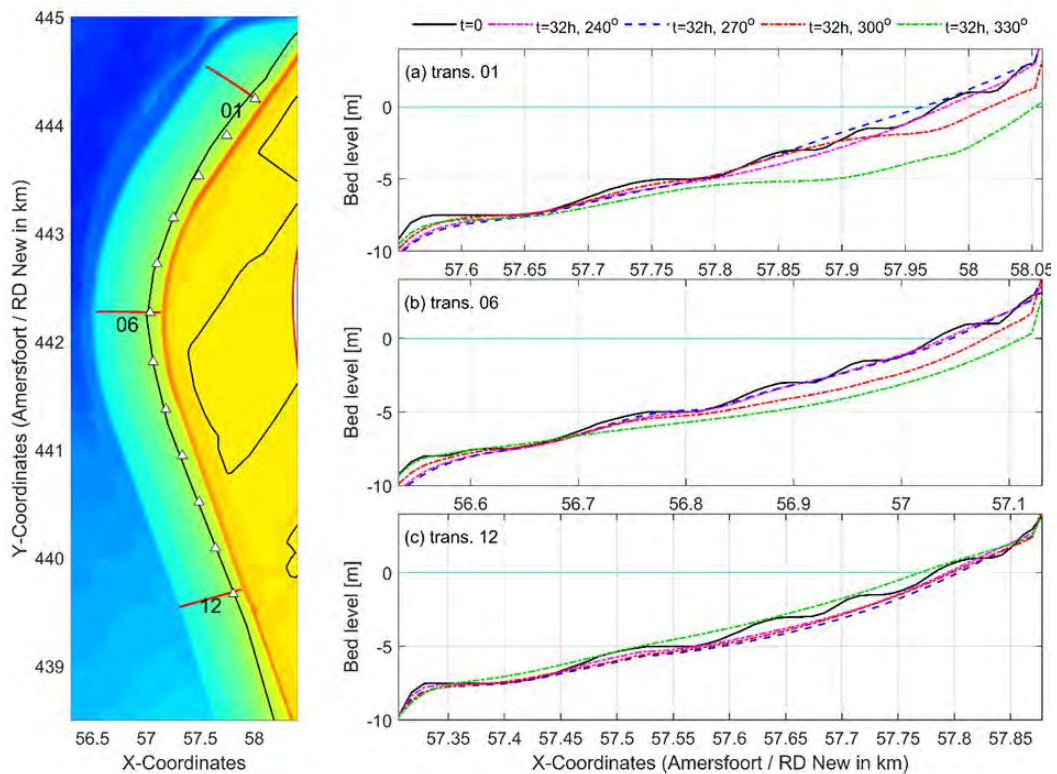 t=0 t=32h, 240° t=32h, 270° t=32h, 300° t=32h, 330°
445
444
443
442
441
440
439
Y-Coordinates (Amersfoort / RD New in km)
01
06
12
56.5 57 57.5 58
X-Coordinates
(a) trans. 01
Bed level [m]
0
-5
-10
57.6 57.65 57.7 57.75 57.8 57.85 57.9 57.95 58 58.05
(b) trans. 06
Bed level [m]
0
-5
-10
56.6 56.7 56.8 56.9 57 57.1
(c) trans. 12
Bed level [m]
0
-5
-10
57.35 57.4 57.45 57.5 57.55 57.6 57.65 57.7 57.75 57.8 57.85
X-Coordinates (Amersfoort / RD New in km)